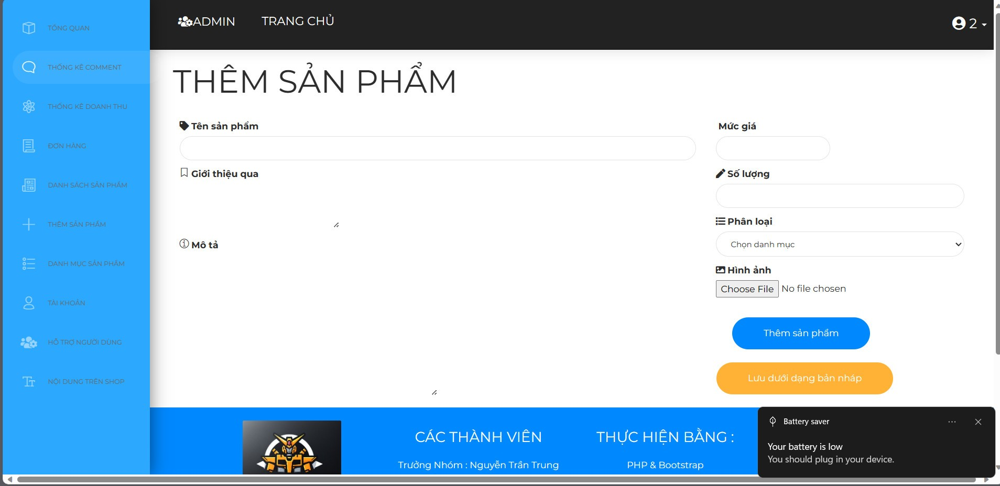 TỔNG QUAN
THỐNG KÊ COMMENT
THỐNG KÊ DOANH THU
ĐƠN HÀNG
DANH SÁCH SẢN PHẨM
THÊM SẢN PHẨM
DANH MỤC SẢN PHẨM
TÀI KHOẢN
HỖ TRỢ NGƯỜI DÙNG
NỘI DUNG TRÊN SHOP
ADMIN TRANG CHỦ 2
THÊM SẢN PHẨM
Tên sản phẩm
Giới thiệu qua
Mô tả
Mức giá
Số lượng
Phân loại
Chọn danh mục
Hình ảnh
Choose File No file chosen
Thêm sản phẩm
Lưu dưới dạng bản nháp
CÁC THÀNH VIÊN
Trưởng Nhóm : Nguyễn Trần Trung
THỰC HIỆN BẰNG :
PHP & Bootstrap
Battery saver
Your battery is low
You should plug in your device.